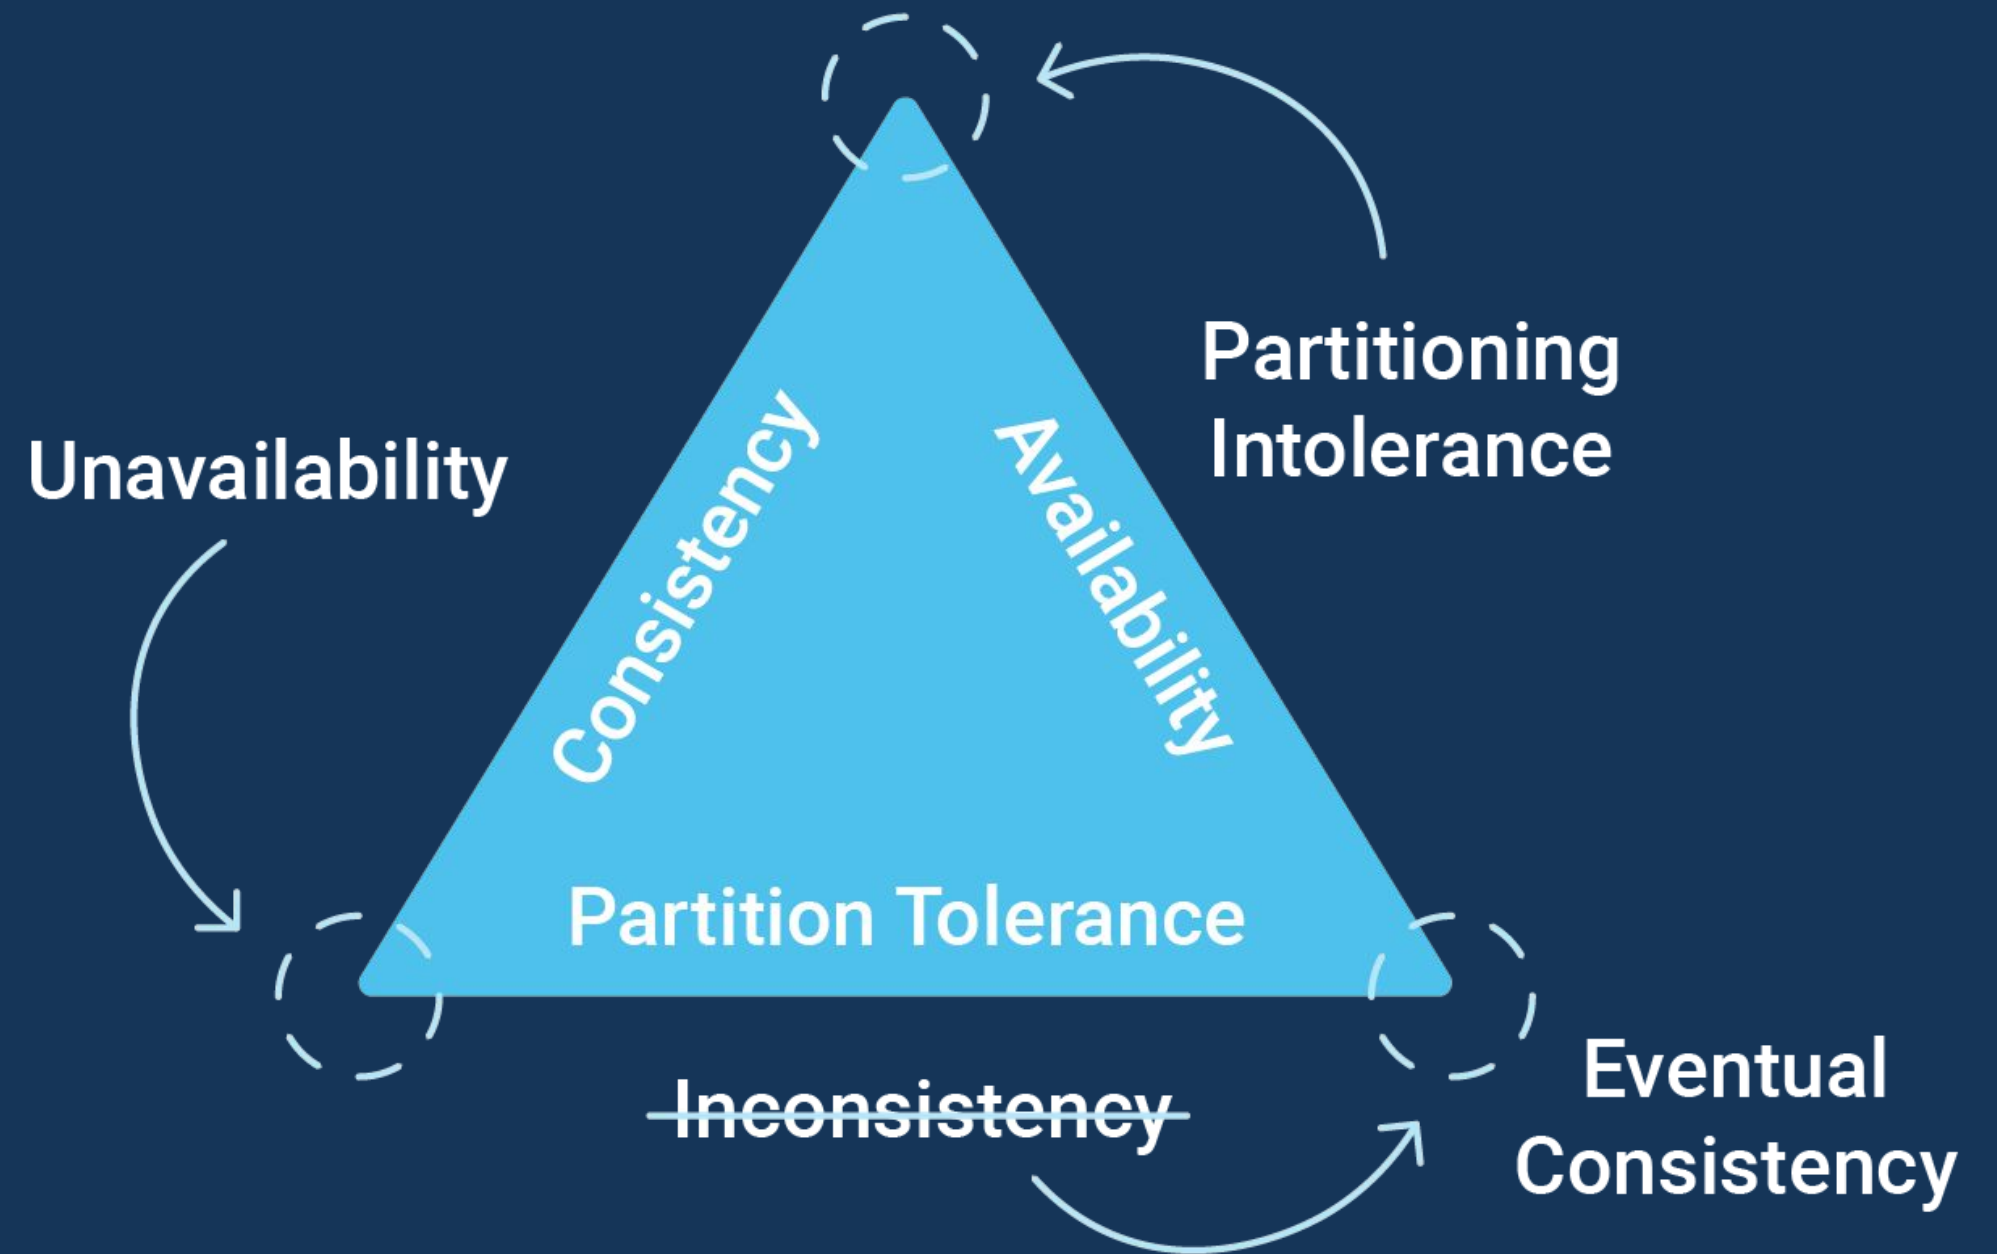 Partitioning
Intolerance
Unavailability
Consistency
Availability
Partition Tolerance
Inconsistency
Eventual
Consistency